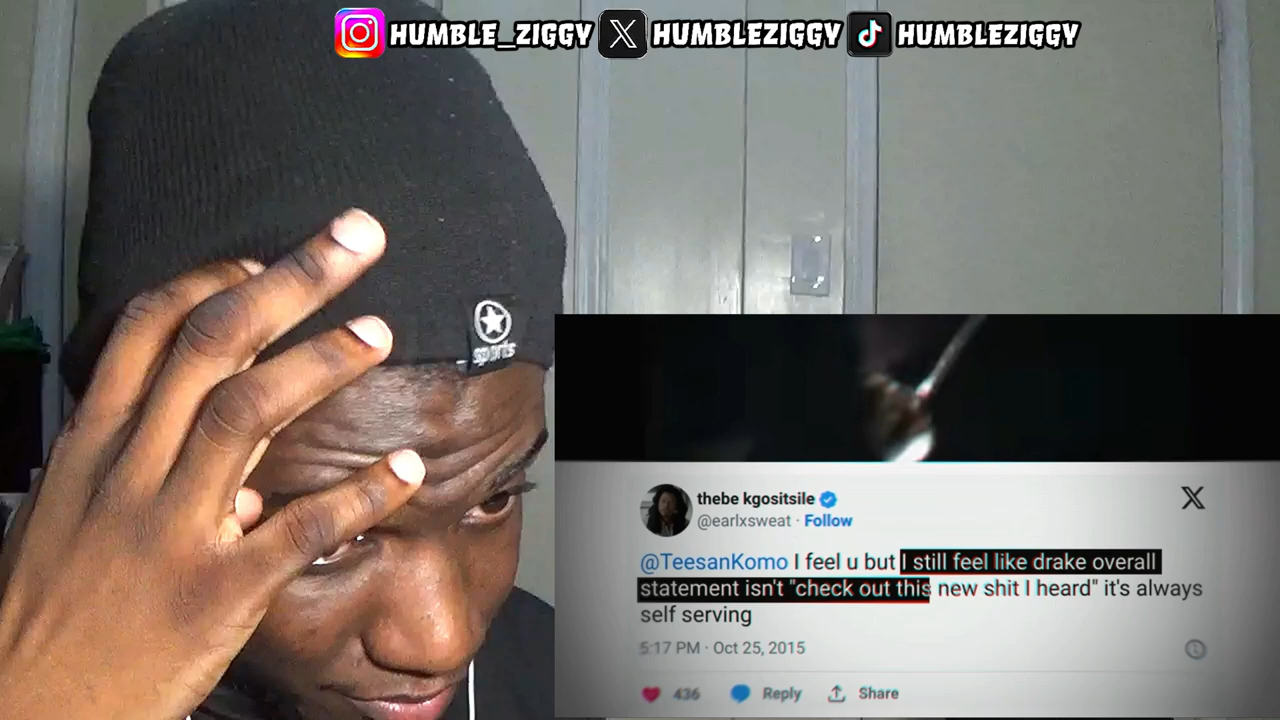 HUMBLE_ZIGGY HUMBLEZIGGY HUMBLEZIGGY
sports
thebe kgositsile
@earlxsweat · Follow
@TeesanKomo I feel u but I still feel like drake overall
statement isn't "check out this new shit I heard" it's always
self serving
5:17 PM · Oct 25, 2015
436 Reply Share